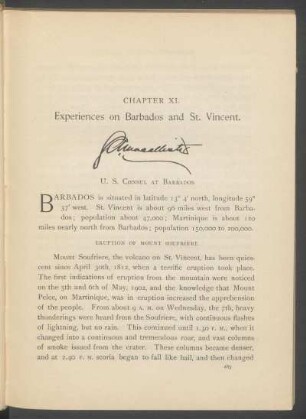 CHAPTER XI.
Experiences on Barbados and St. Vincent.
U. S. Consul at Barbados
BARBADOS is situated in latitude 13° 4′ north, longitude 59°
37′ west. St. Vincent is about 96 miles west from Barba-
dos; population about 47,000; Martinique is about 120
miles nearly north from Barbados; population 150,000 to 200,000.
ERUPTION OF MOUNT SOUFRIERE.
Mount Soufriere, the volcano on St. Vincent, has been quies-
cent since April 30th, 1812, when a terrific eruption took place.
The first indications of eruption from the mountain were noticed
on the 5th and 6th of May, 1902, and the knowledge that Mount
Pelee, on Martinique, was in eruption increased the apprehension
of the people. From about 9 A. M. on Wednesday, the 7th, heavy
thunderings were heard from the Soufriere, with continuous flashes
of lightning, but no rain. This continued until 1.30 P. M., when it
changed into a continuous and tremendous roar, and vast columns
of smoke issued from the crater. These columns became denser,
and at 2.30 P. M. scoria began to fall like hail, and then changed